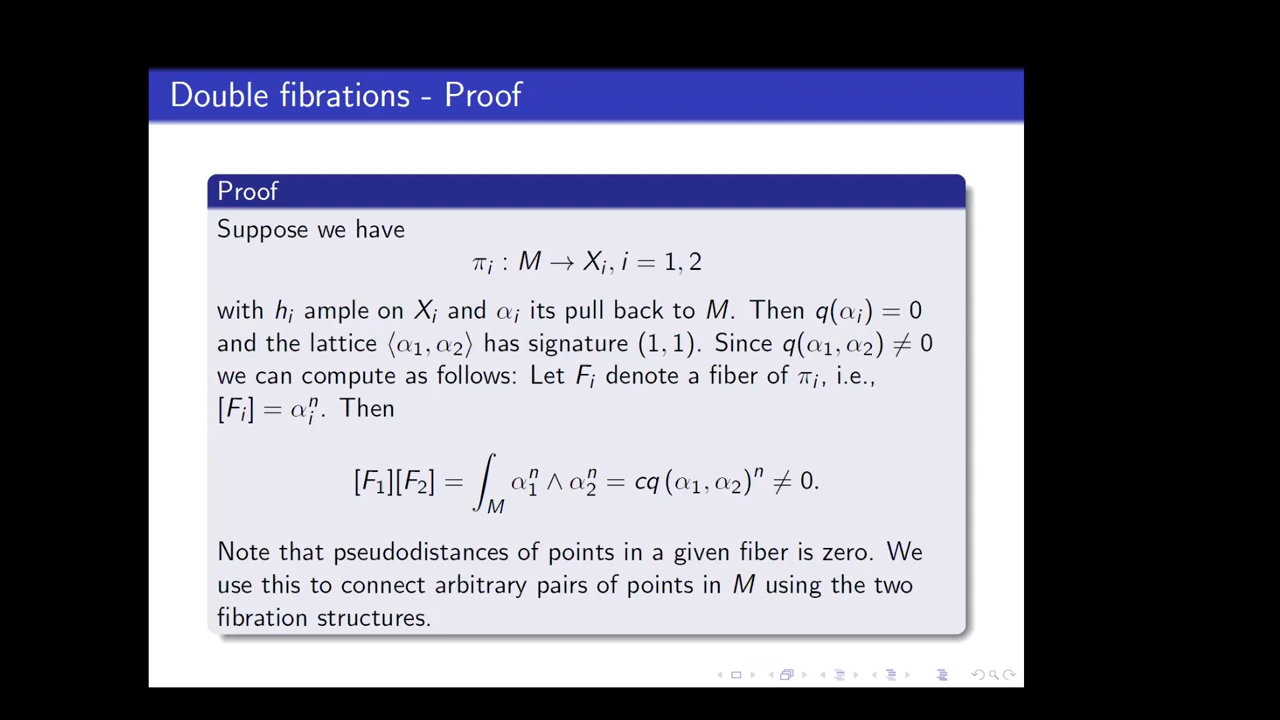 Double fibrations - Proof
Proof
Suppose we have
π_i : M → X_i, i = 1, 2
with h_i ample on X_i and α_i its pull back to M. Then q(α_i) = 0
and the lattice ⟨α_1, α_2⟩ has signature (1, 1). Since q(α_1, α_2) ≠ 0
we can compute as follows: Let F_i denote a fiber of π_i, i.e.,
[F_i] = α_i^n. Then
[F_1][F_2] = ∫_M α_1^n ∧ α_2^n = cq (α_1, α_2)^n ≠ 0.
Note that pseudodistances of points in a given fiber is zero. We
use this to connect arbitrary pairs of points in M using the two
fibration structures.